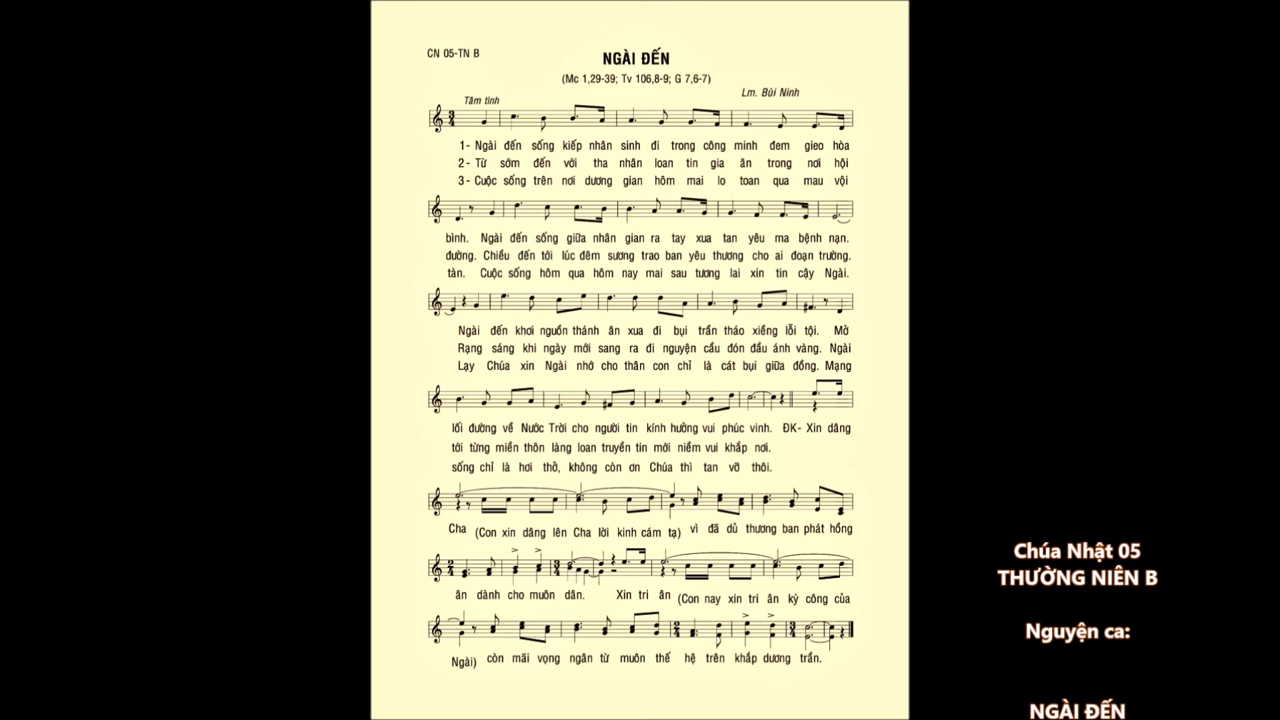 CN 05-TN B
NGÀI ĐẾN
(Mc 1,29-39; Tv 106,8-9; G 7,6-7)
Tâm tình
Lm. Bùi Ninh
1- Ngài đến sống kiếp nhân sinh đi trong công minh đem gieo hòa
2- Từ sớm đến với tha nhân loan tin gia ân trong nơi hội
3- Cuộc sống trên nơi dương gian hôm mai lo toan qua mau vội
bình. Ngài đến sống giữa nhân gian ra tay xua tan yêu ma bệnh nạn.
đường. Chiều đến tới lúc đêm sương trao ban yêu thương cho ai đoạn trường.
tàn. Cuộc sống hôm qua hôm nay mai sau tương lai xin tin cậy Ngài.
Ngài đến khơi nguồn thánh ân xua đi bụi trần tháo xiềng lỗi tội. Mở
Rạng sáng khi ngày mới sang ra đi nguyện cầu đón đầu ánh vàng. Ngài
Lạy Chúa xin Ngài nhớ cho thân con chỉ là cát bụi giữa đồng. Mạng
lối đường về Nước Trời cho người tin kính hưởng vui phúc vinh. ĐK- Xin dâng
tới từng miền thôn làng loan truyền tin mới niềm vui khắp nơi.
sống chỉ là hơi thở, không còn ơn Chúa thì tan vỡ thôi.
Cha (Con xin dâng lên Cha lời kinh cám tạ) vì đã dủ thương ban phát hồng
ân dành cho muôn dân. Xin tri ân (Con nay xin tri ân kỳ công của
Ngài) còn mãi vọng ngân từ muôn thế hệ trên khắp dương trần.
Chúa Nhật 05
THƯỜNG NIÊN B
Nguyện ca:
NGÀI ĐẾN